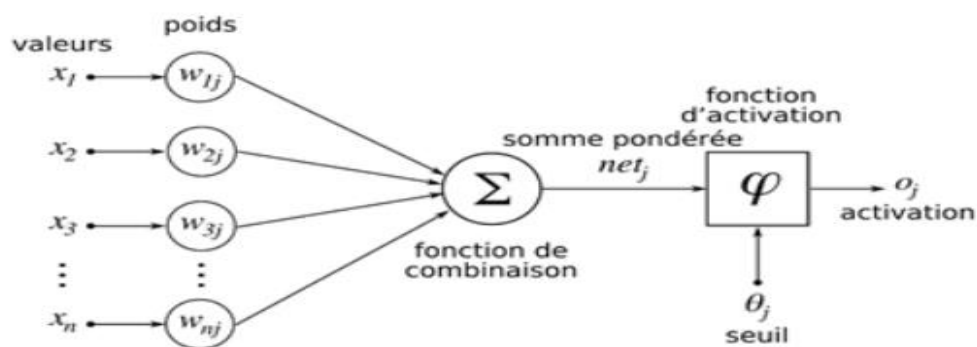 valeurs
poids
x1
w1j
x2
w2j
x3
w3j
xn
wnj
Σ
fonction de
combinaison
somme pondérée
netj
fonction
d'activation
φ
oj
activation
θj
seuil